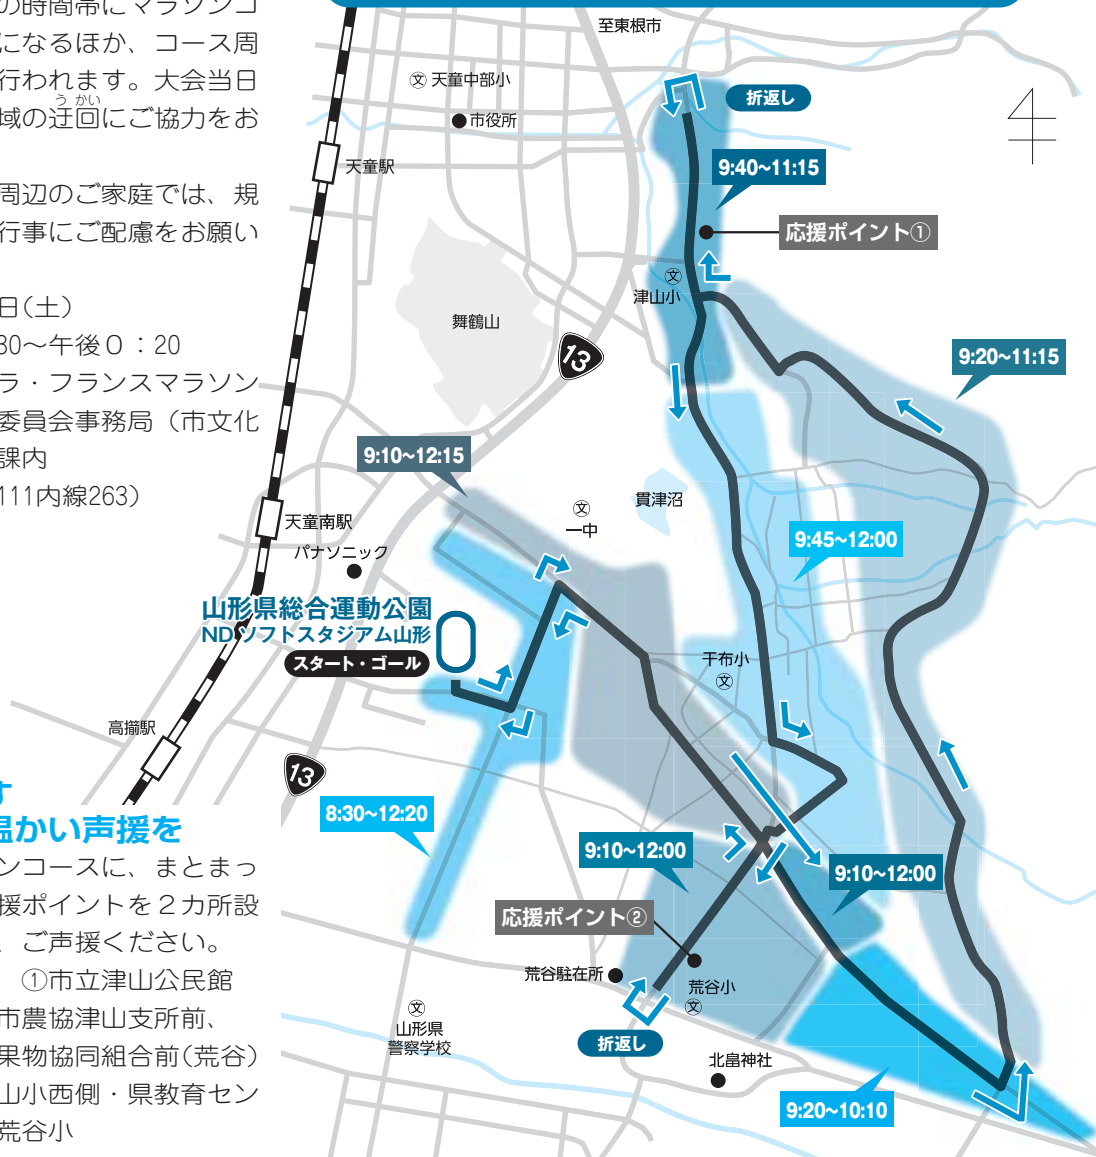 の時間帯にマラソンコ
になるほか、コース周
行われます。大会当日
うかい
域の迂回にご協力をお
周辺のご家庭では、規
行事にご配慮をお願い
日(土)
30〜午後０：20
ラ・フランスマラソン
委員会事務局（市文化
課内
111内線263）
す
温かい声援を
ンコースに、まとまっ
援ポイントを２カ所設
、ご声援ください。
①市立津山公民館
市農協津山支所前、
果物協同組合前(荒谷)
山小西側・県教育セン
荒谷小
至東根市
文 天童中部小
市役所
天童駅
折返し
9:40~11:15
応援ポイント①
文
津山小
舞鶴山
13
9:20~11:15
9:10~12:15
文
一中
貫津沼
天童南駅
パナソニック
9:45~12:00
山形県総合運動公園
NDソフトスタジアム山形
スタート・ゴール
干布小
文
高擶駅
13
8:30~12:20
9:10~12:00
9:10~12:00
応援ポイント②
荒谷駐在所
荒谷小
文
文
山形県
警察学校
折返し
北畠神社
9:20~10:10